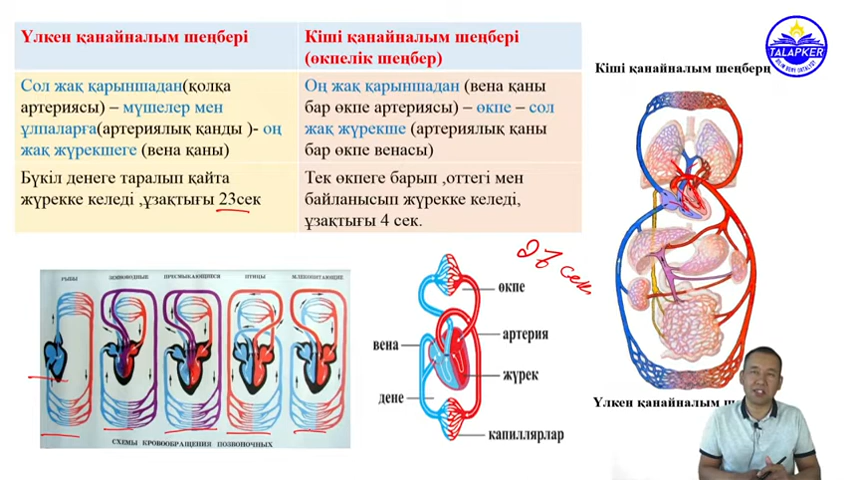 Үлкен қанайналым шеңбері
Кіші қанайналым шеңбері
(өкпелік шеңбер)
Сол жақ қарыншадан(қолқа
артериясы) – мүшелер мен
ұлпаларға(артериялық қанды )- оң
жақ жүрекшеге (вена қаны)
Оң жақ қарыншадан (вена қаны
бар өкпе артериясы) – өкпе – сол
жақ жүрекше (артериялық қаны
бар өкпе венасы)
Бүкіл денеге таралып қайта
жүрекке келеді ,ұзақтығы 23сек
Тек өкпеге барып ,оттегі мен
байланысып жүрекке келеді,
ұзақтығы 4 сек.
TALAPKER
Кіші қанайналым шеңбері
РЫБЫ
ЗЕМНОВОДНЫЕ
ПРЕСМЫКАЮЩИЕСЯ
ПТИЦЫ
МЛЕКОПИТАЮЩИЕ
СХЕМЫ КРОВООБРАЩЕНИЯ ПОЗВОНОЧНЫХ
27 сек
өкпе
артерия
вена
жүрек
дене
капиллярлар
Үлкен қанайналым